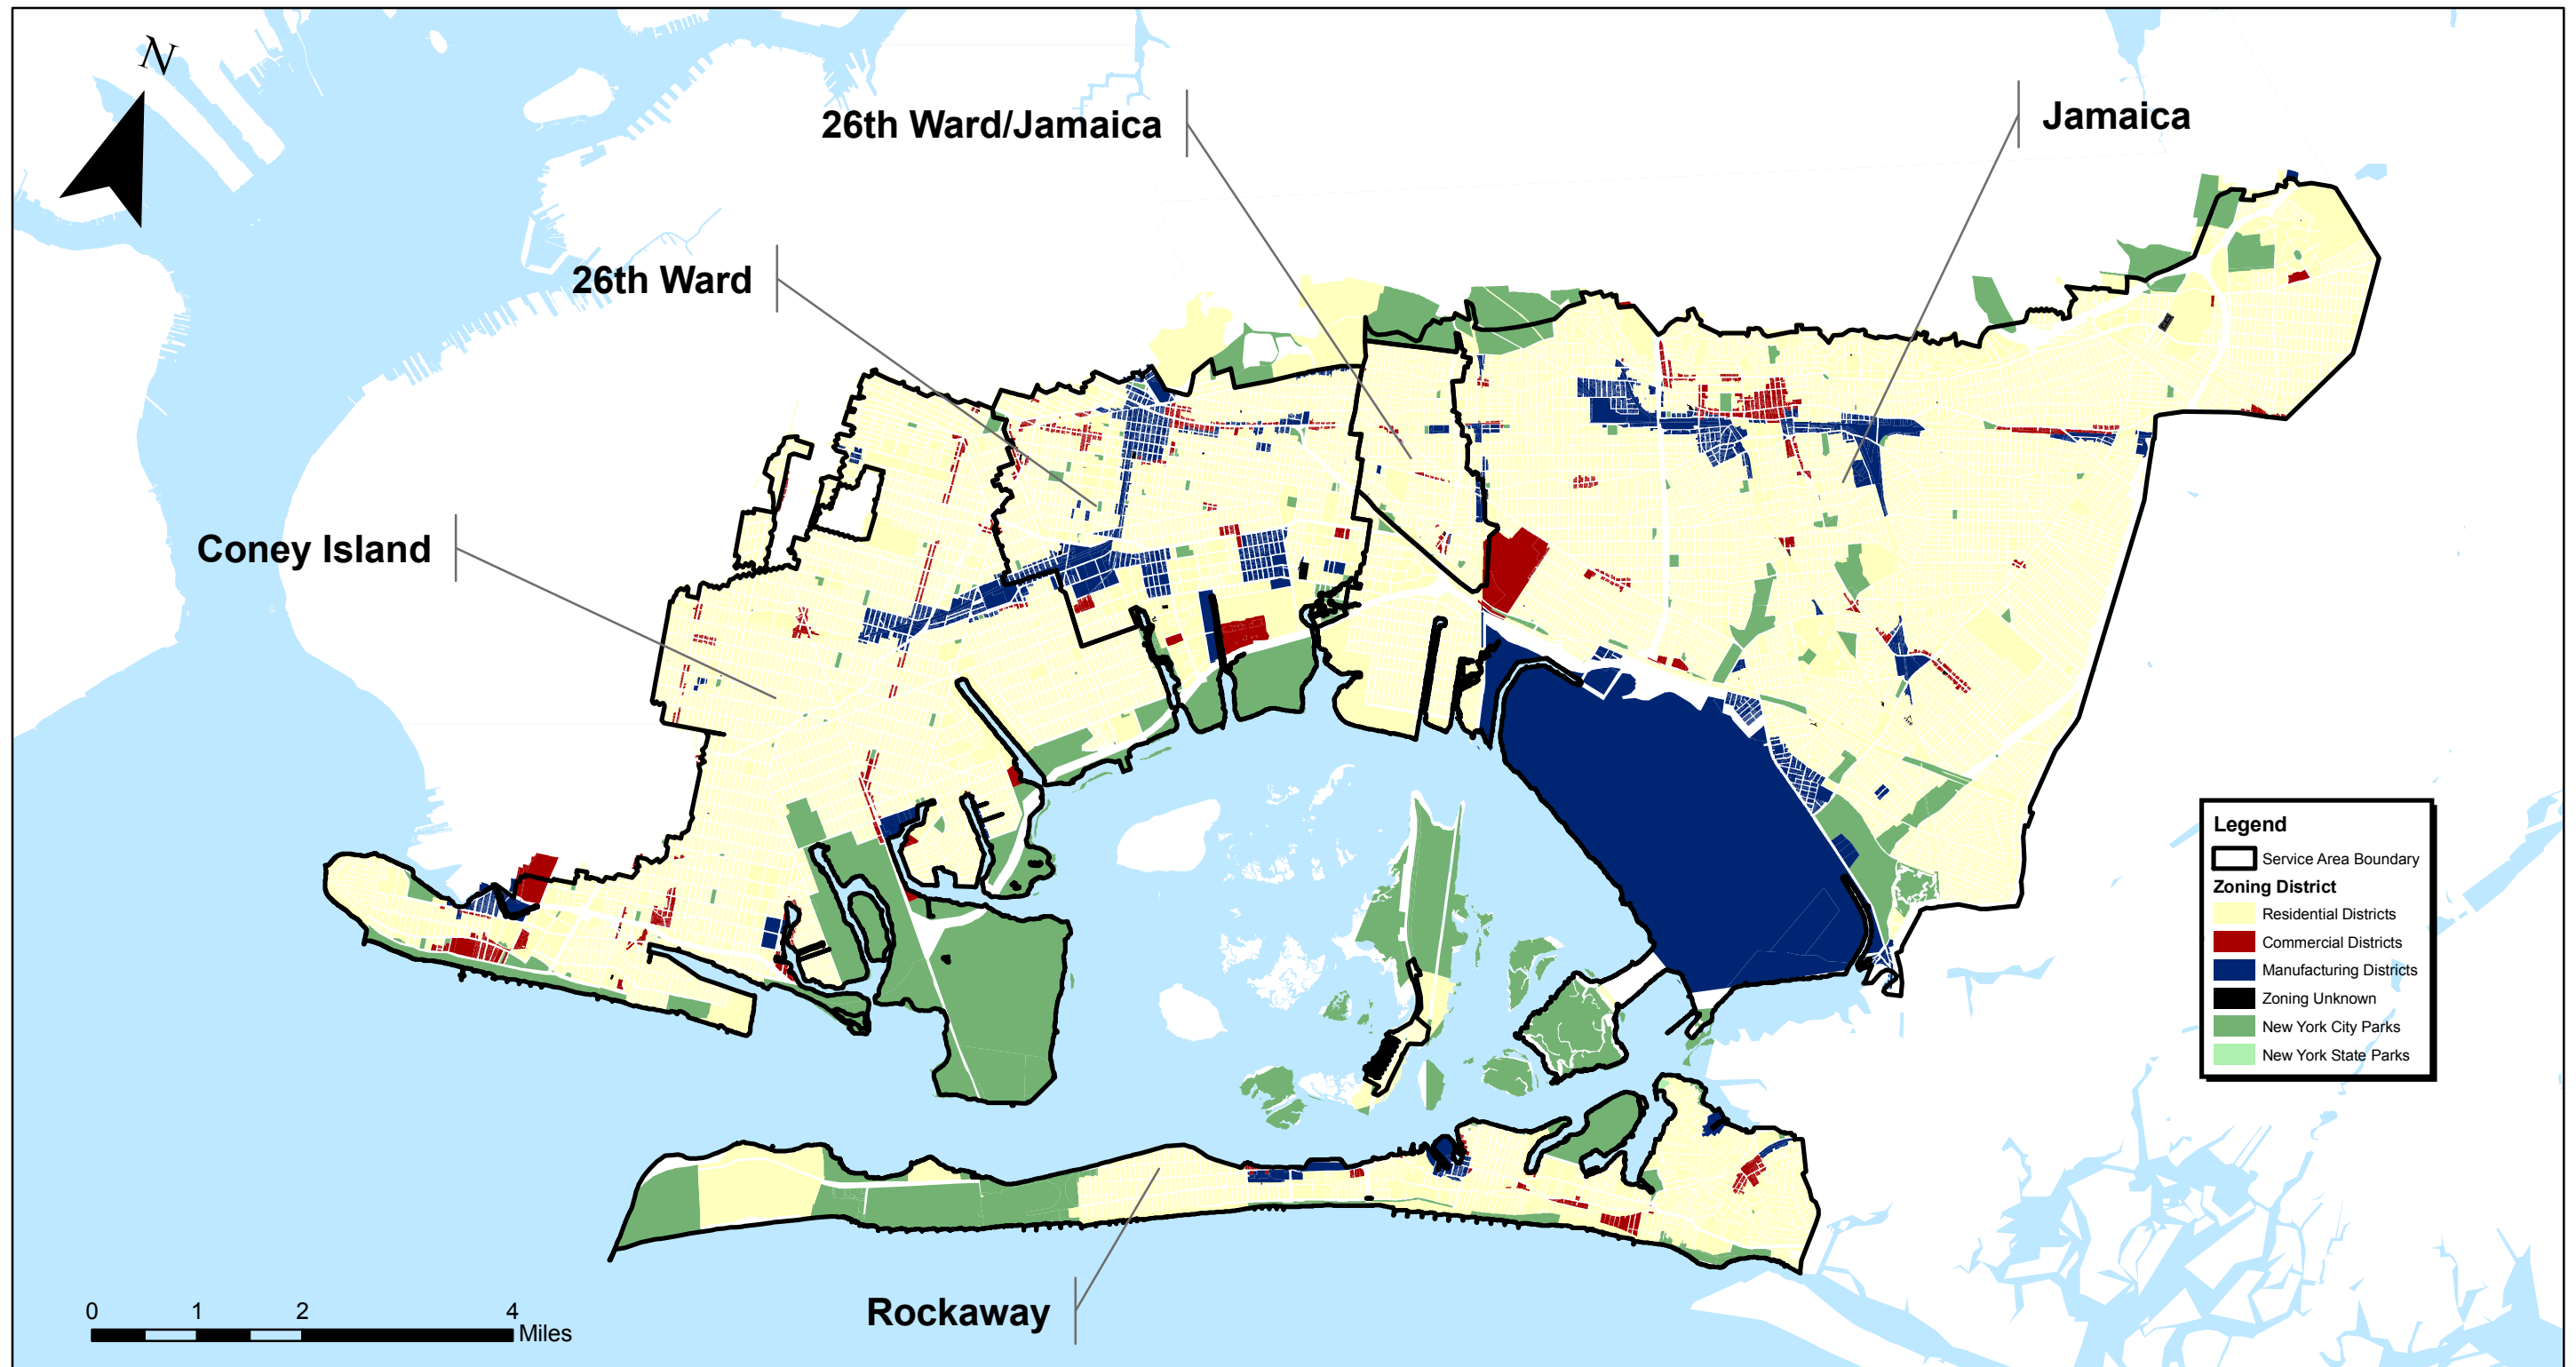 N
26th Ward/Jamaica
Jamaica
26th Ward
Coney Island
Legend
Service Area Boundary
Zoning District
Residential Districts
Commercial Districts
Manufacturing Districts
Zoning Unknown
New York City Parks
New York State Parks
Rockaway
0 1 2 4
Miles